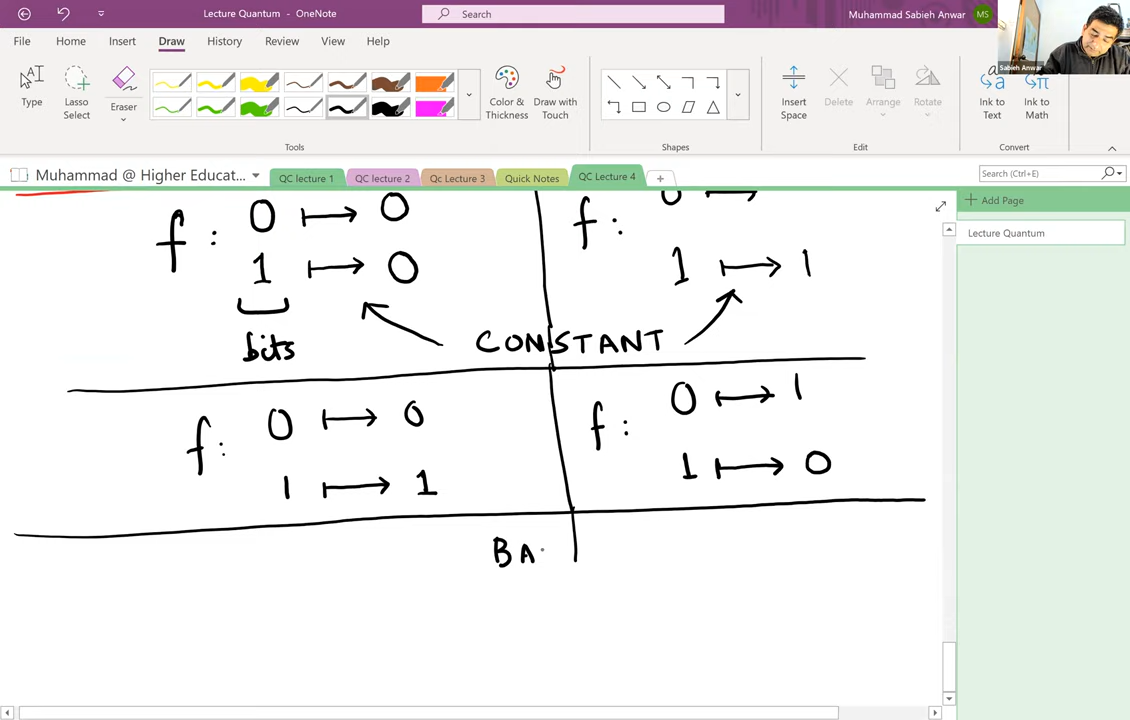 Lecture Quantum - OneNote
Search
Muhammad Sabieh Anwar
MS
File Home Insert Draw History Review View Help
Sabieh Anwar
Type
Lasso Select
Eraser
Color & Thickness
Draw with Touch
Insert Space
Delete
Arrange
Rotate
Ink to Text
Ink to Math
Tools
Shapes
Edit
Convert
Muhammad @ Higher Educat...
QC lecture 1
QC lecture 2
Qc Lecture 3
Quick Notes
QC Lecture 4
Search (Ctrl+E)
Add Page
Lecture Quantum
f : 0 ↦ 0
1 ↦ 0
bits
f : 0 ↦
1 ↦ 1
CONSTANT
f : 0 ↦ 0
1 ↦ 1
f : 0 ↦ 1
1 ↦ 0
BA